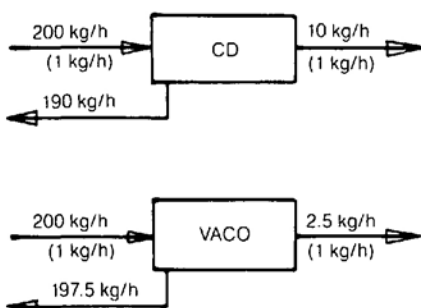 200 kg/h
(1 kg/h)
CD
10 kg/h
(1 kg/h)
190 kg/h
200 kg/h
(1 kg/h)
VACO
2.5 kg/h
(1 kg/h)
197.5 kg/h